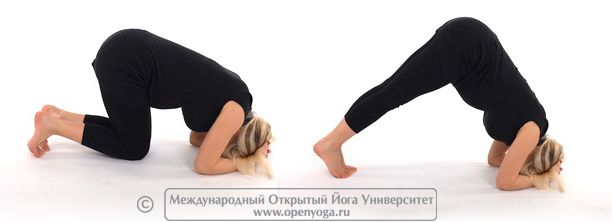 © Международный Открытый Йога Университет
www.openyoga.ru